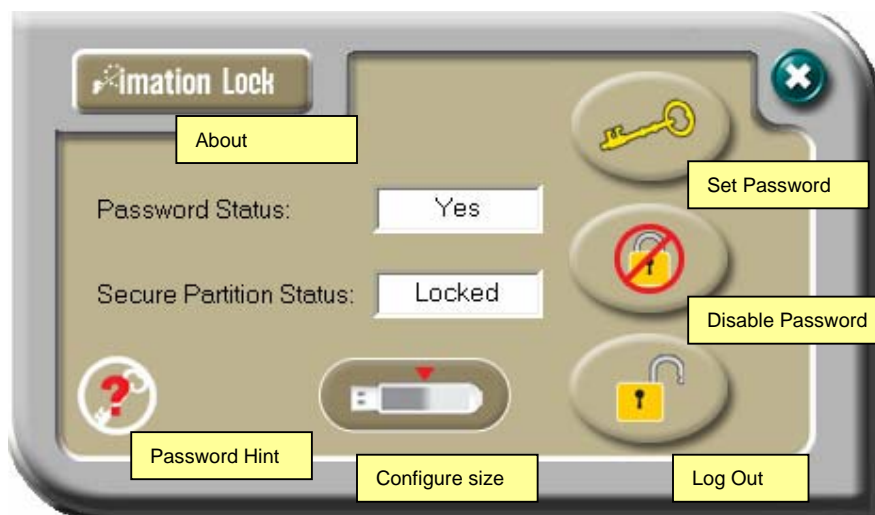 imation Lock
About
Set Password
Password Status:
Yes
Secure Partition Status:
Locked
Disable Password
?
Password Hint
Configure size
Log Out